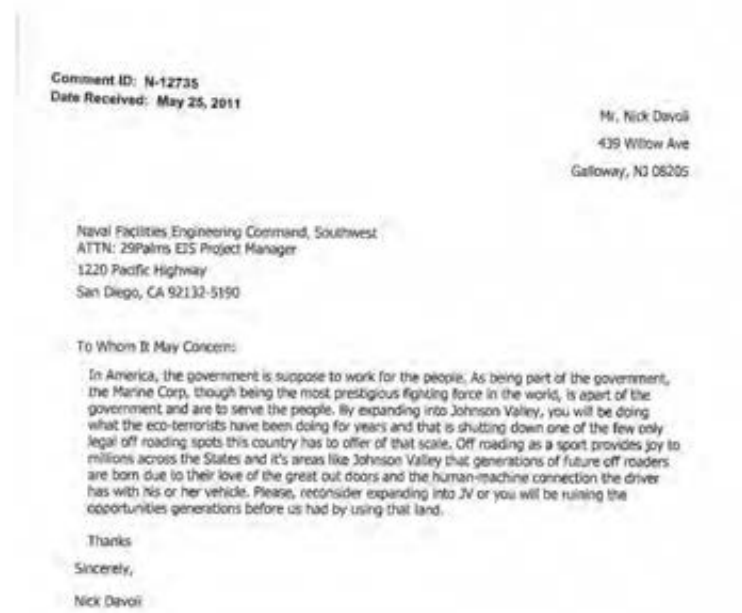 Comment ID: N-12735
Date Received: May 25, 2011
Mr. Nick Davoli
439 Willow Ave
Galloway, NJ 08205
Naval Facilities Engineering Command, Southwest
ATTN: 29Palms EIS Project Manager
1220 Pacific Highway
San Diego, CA 92132-5190
To Whom It May Concern:
In America, the government is suppose to work for the people. As being part of the government,
the Marine Corp, though being the most prestigious fighting force in the world, is apart of the
government and are to serve the people. By expanding into Johnson Valley, you will be doing
what the eco-terrorists have been doing for years and that is shutting down one of the few only
legal off roading spots this country has to offer of that scale. Off roading as a sport provides joy to
millions across the States and it's areas like Johnson Valley that generations of future off roaders
are born due to their love of the great out doors and the human-machine connection the driver
has with his or her vehicle. Please, reconsider expanding into JV or you will be ruining the
opportunities generations before us had by using that land.
Thanks
Sincerely,
Nick Davoli